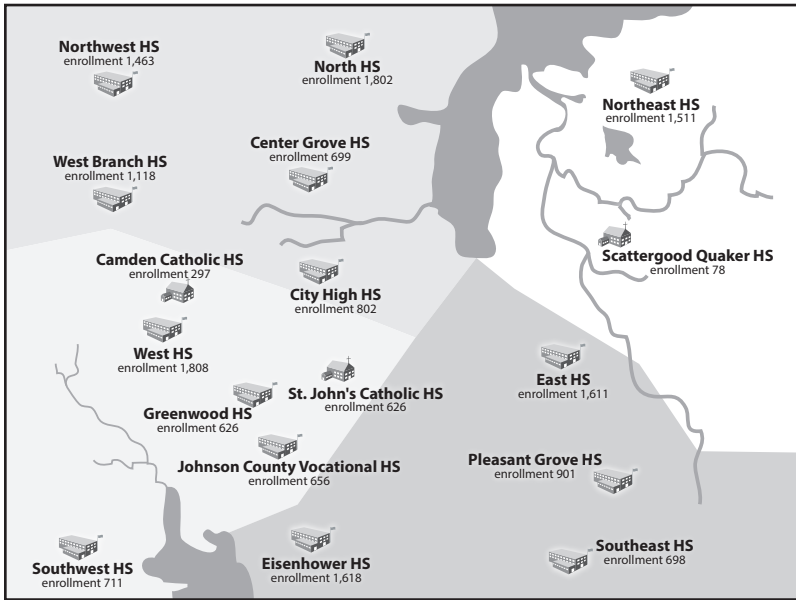 Northwest HS
enrollment 1,463
North HS
enrollment 1,802
Northeast HS
enrollment 1,511
West Branch HS
enrollment 1,118
Center Grove HS
enrollment 699
Camden Catholic HS
enrollment 297
City High HS
enrollment 802
Scattergood Quaker HS
enrollment 78
West HS
enrollment 1,808
St. John's Catholic HS
enrollment 626
East HS
enrollment 1,611
Greenwood HS
enrollment 626
Johnson County Vocational HS
enrollment 656
Pleasant Grove HS
enrollment 901
Southwest HS
enrollment 711
Eisenhower HS
enrollment 1,618
Southeast HS
enrollment 698